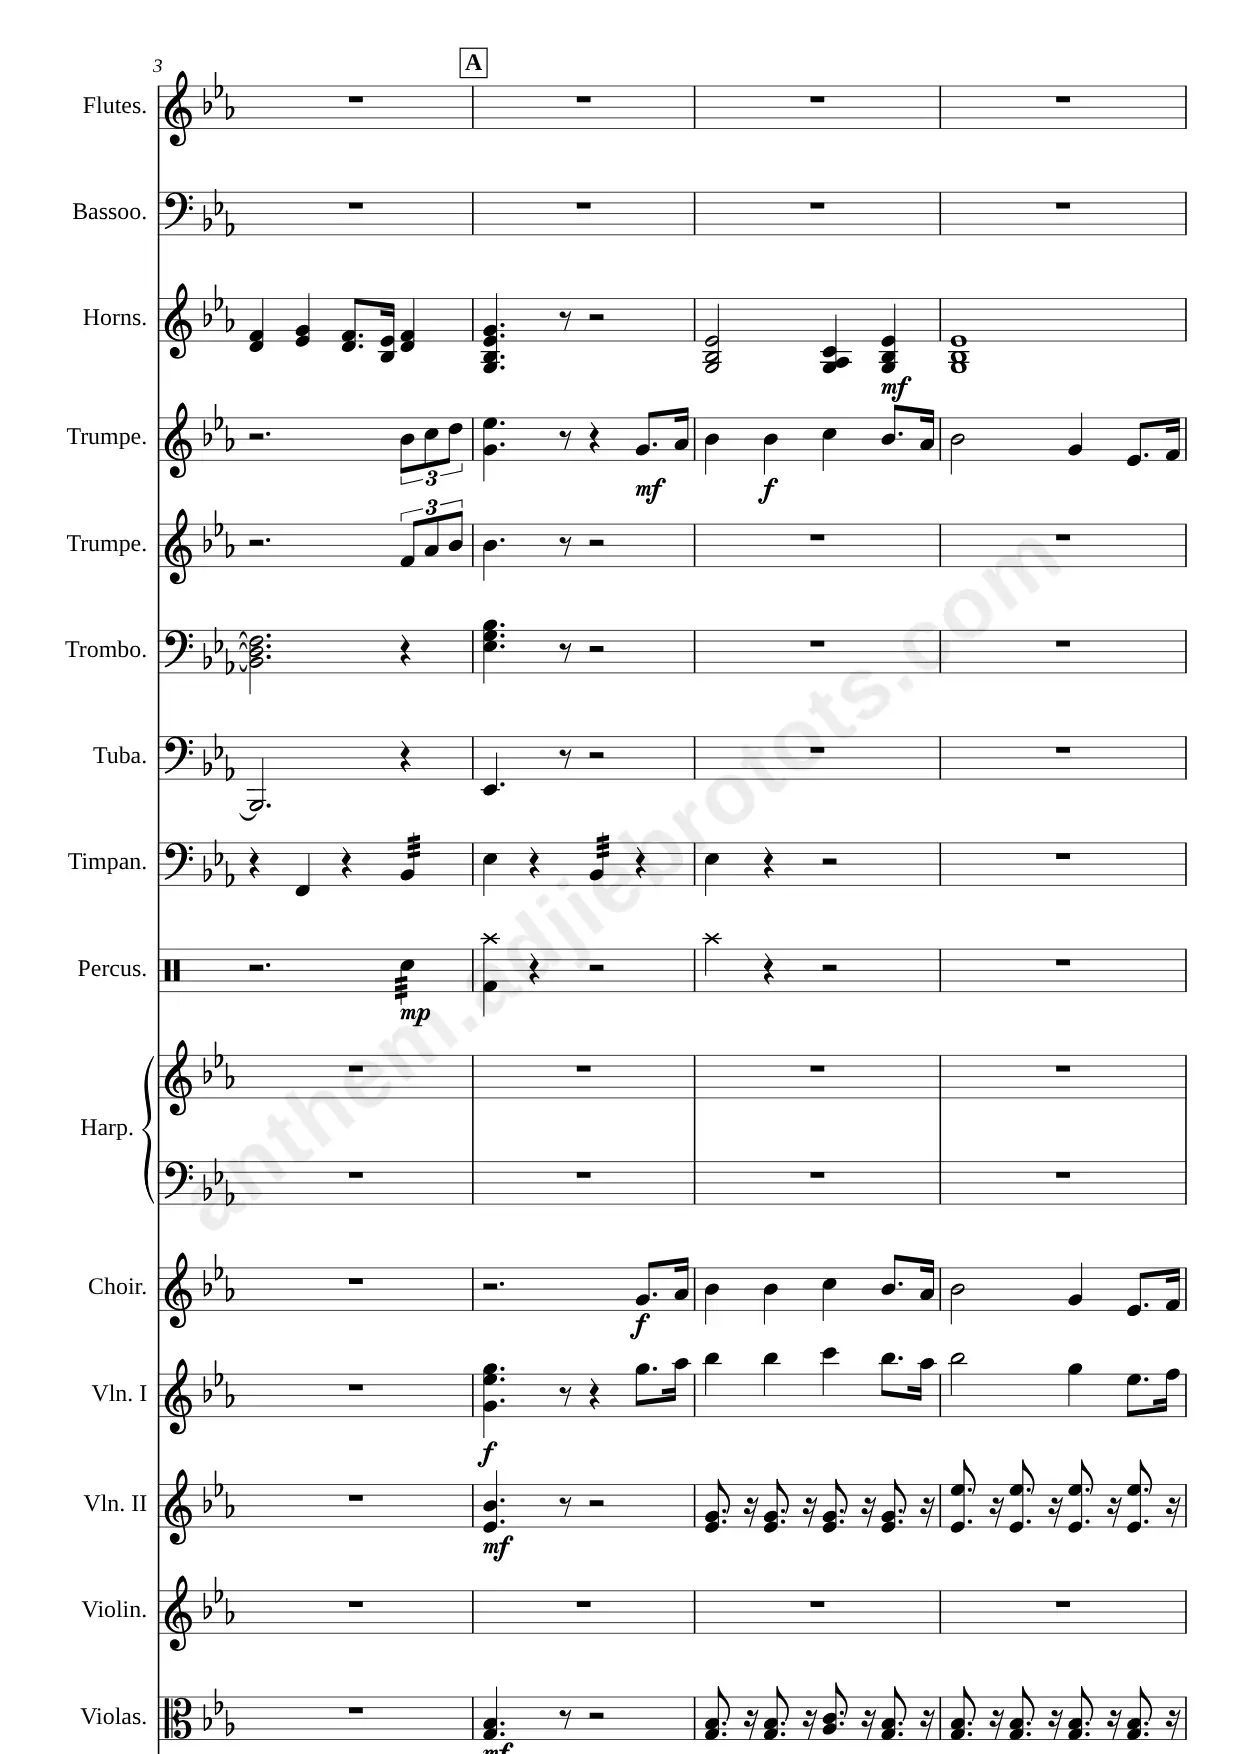 3
A
Flutes.
Bassoo.
Horns.
mf
Trumpe.
3
mf
f
Trumpe.
3
Trombo.
Tuba.
Timpan.
Percus.
mp
Harp.
Choir.
f
Vln. I
f
Vln. II
mf
Violin.
Violas.
mf
anthem.adjiebrotots.com